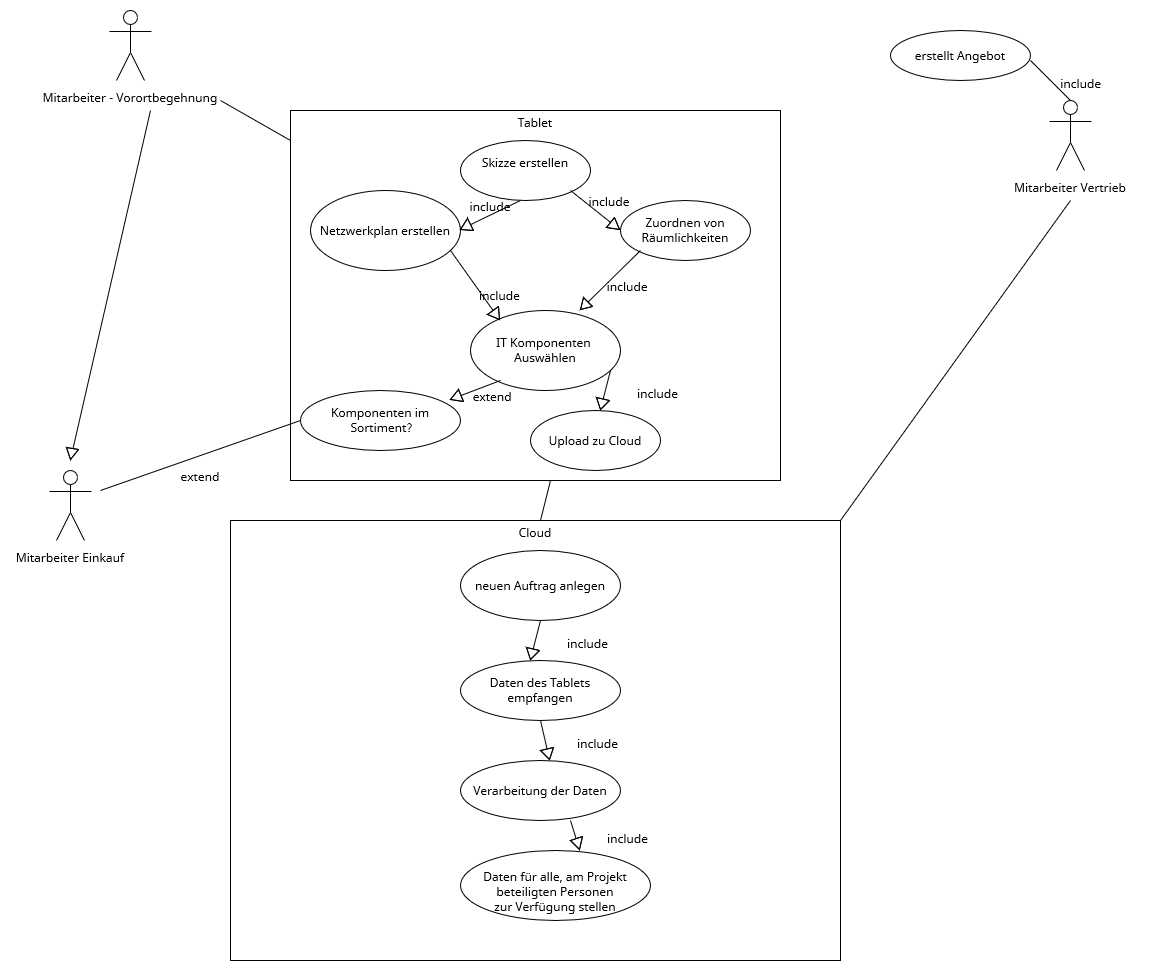 erstellt Angebot
include
Mitarbeiter - Vorortbegehnung
Mitarbeiter Vertrieb
Tablet
Skizze erstellen
include
include
Netzwerkplan erstellen
Zuordnen von
Räumlichkeiten
include
include
IT Komponenten
Auswählen
extend
include
Komponenten im
Sortiment?
Upload zu Cloud
extend
Mitarbeiter Einkauf
Cloud
neuen Auftrag anlegen
include
Daten des Tablets
empfangen
include
Verarbeitung der Daten
include
Daten für alle, am Projekt
beteiligten Personen
zur Verfügung stellen